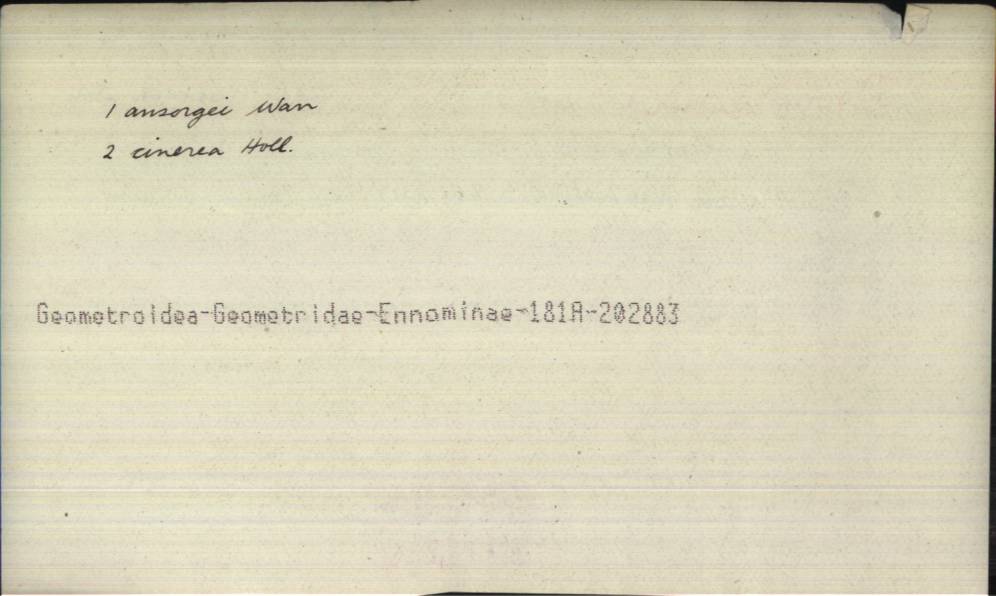 1 ansorgei Warr
2 cinerea Holl.
Geometroidea-Geometridae-Ennominae-181A-202883